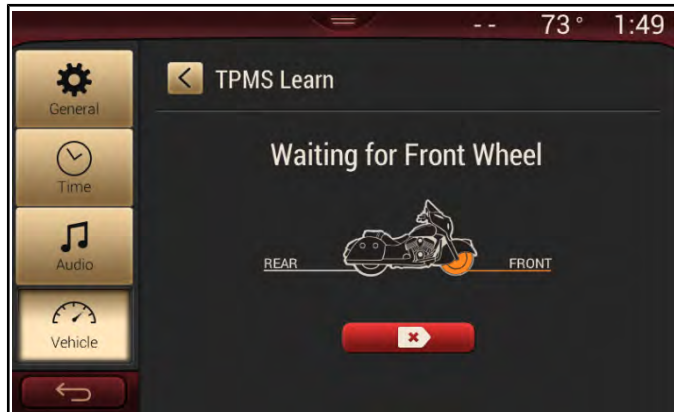 -- 73° 1:49
General
TPMS Learn
Waiting for Front Wheel
Time
Audio
REAR
FRONT
Vehicle